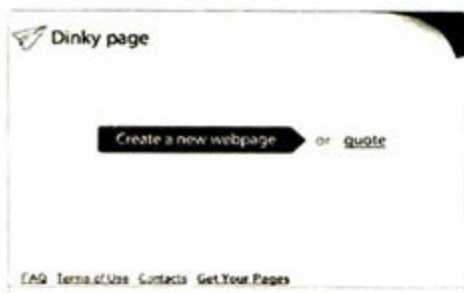 Dinky page
Create a new webpage or quote
FAQ Terms of Use Contacts Get Your Pages